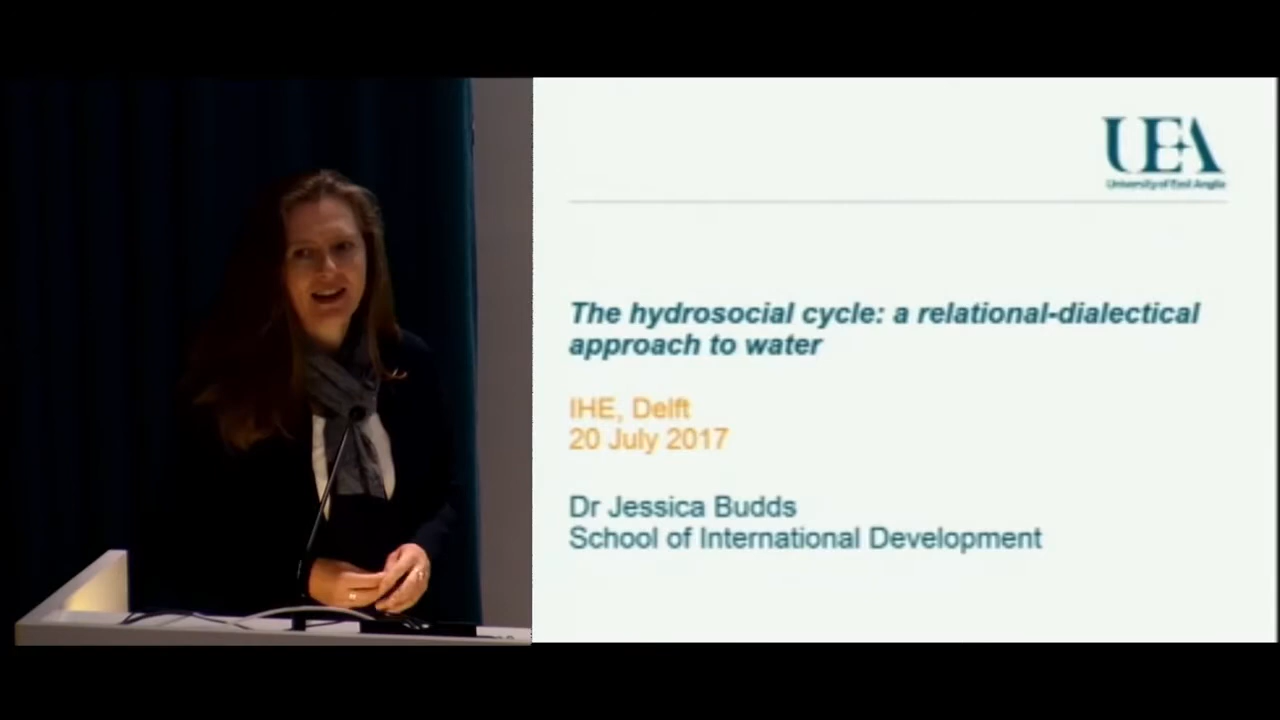 UEA
University of East Anglia
The hydrosocial cycle: a relational-dialectical
approach to water
IHE, Delft
20 July 2017
Dr Jessica Budds
School of International Development